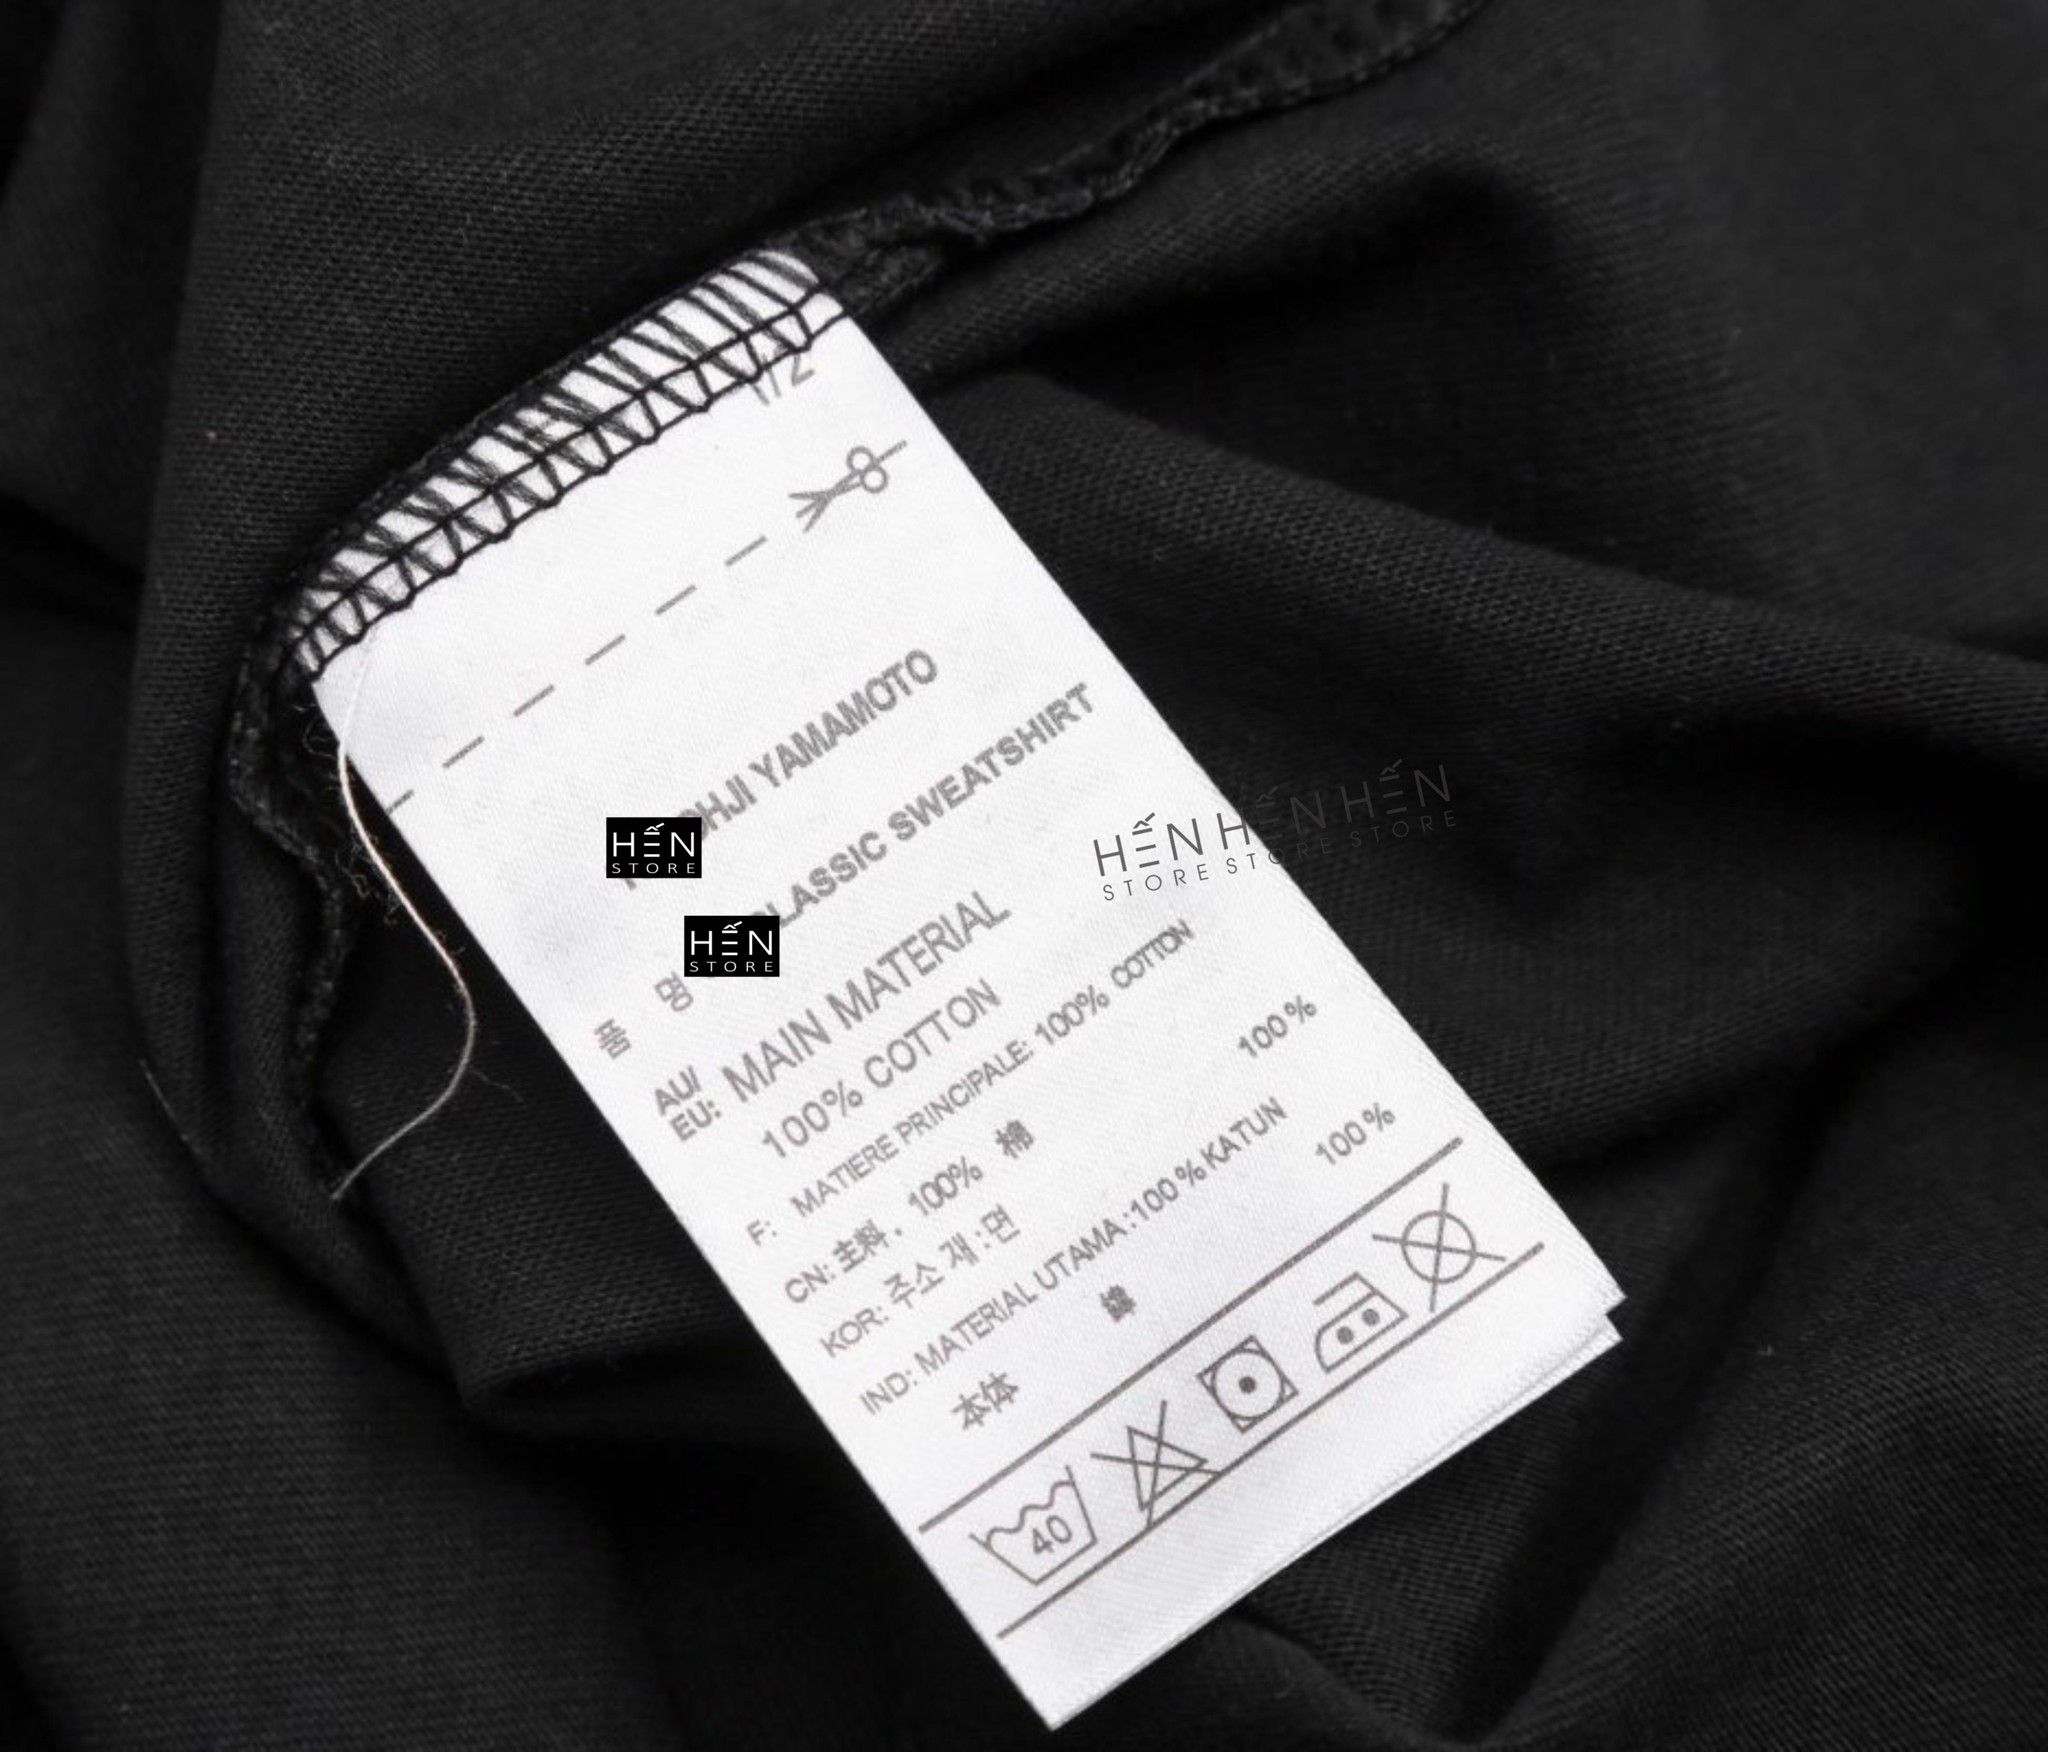 1/2
YAMAMOTO
HẾN
STORE
품 명
CLASSIC SWEATSHIRT
HẾN
STORE
HẾN HẾN HẾN
STORE STORE STORE
AU/
EU: MAIN MATERIAL
100% COTTON
F: MATIERE PRINCIPALE: 100% COTTON
CN: 主料. 100% 棉
KOR: 주소 재 : 면 100%
IND: MATERIAL UTAMA :100% KATUN
本体 綿 100%
40